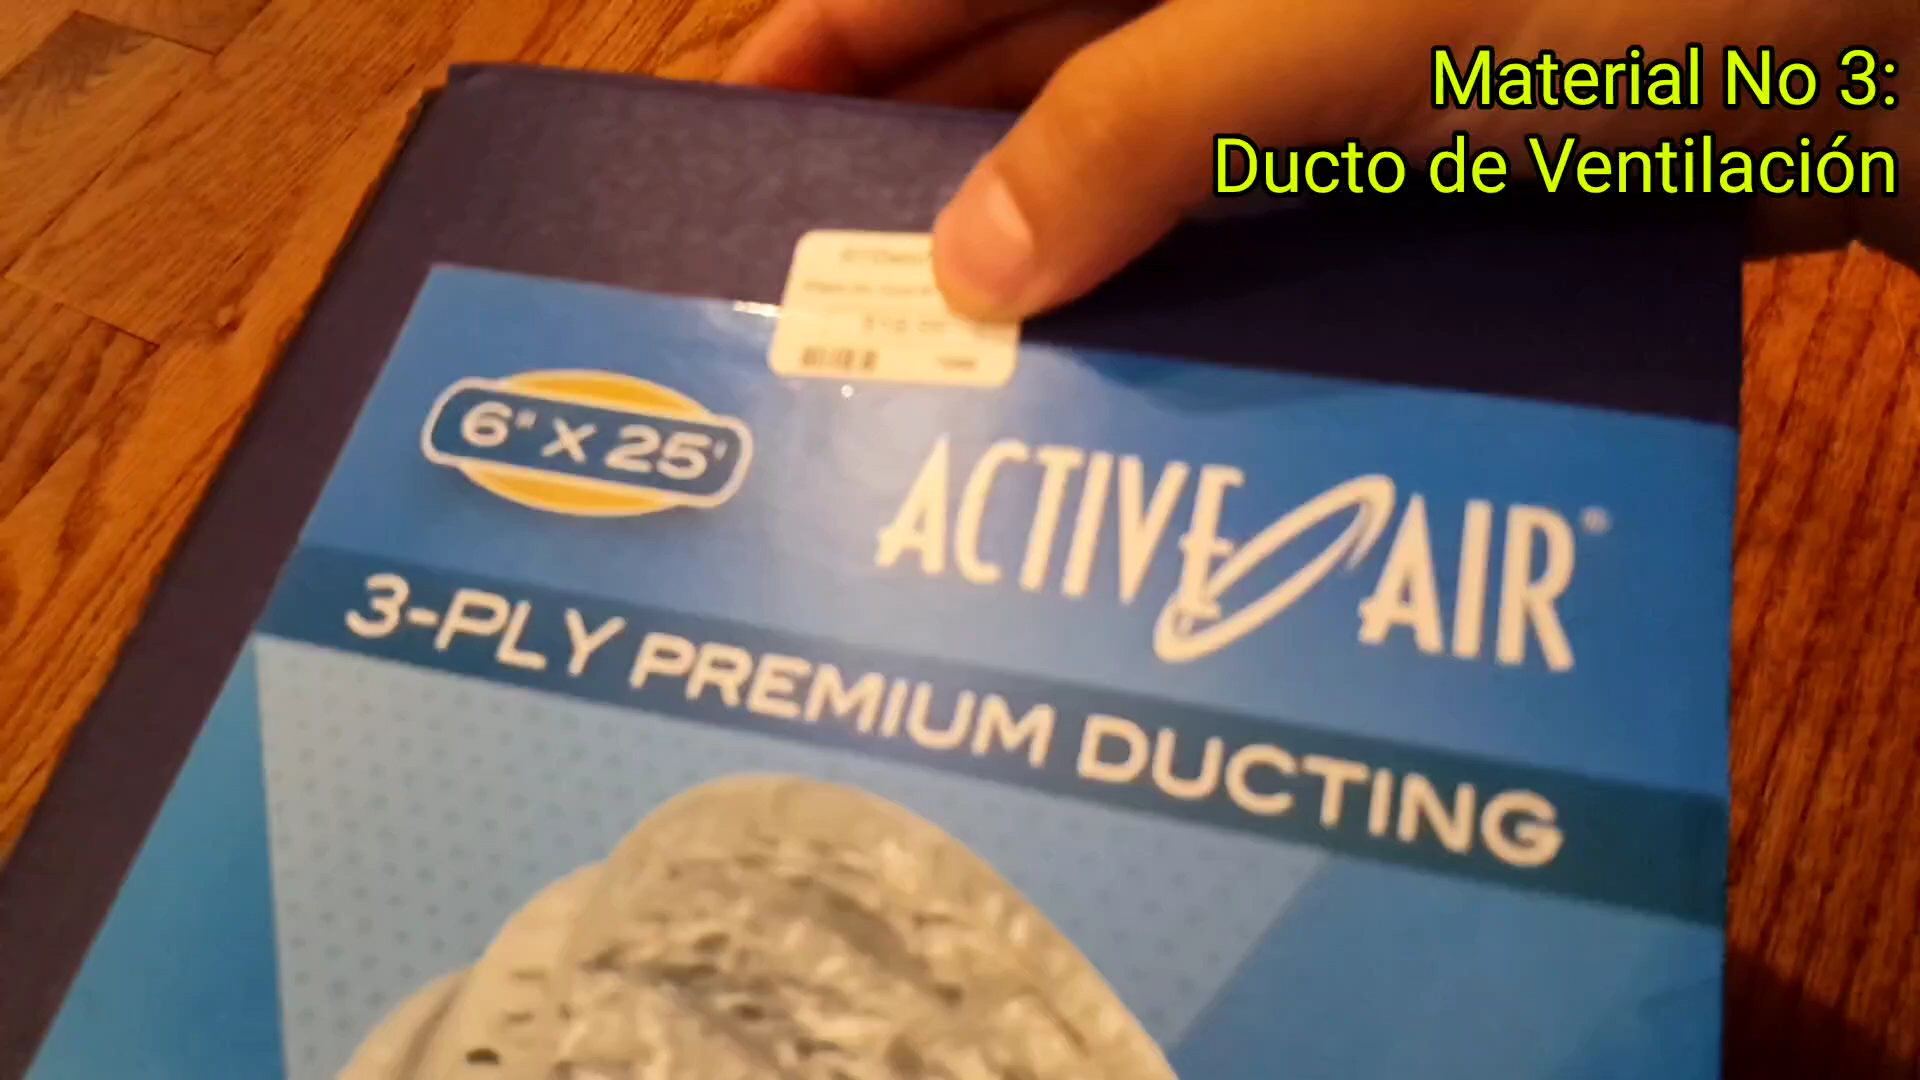 Material No 3:
Ducto de Ventilación
6" X 25'
ACTIVE AIR®
3-PLY PREMIUM DUCTING